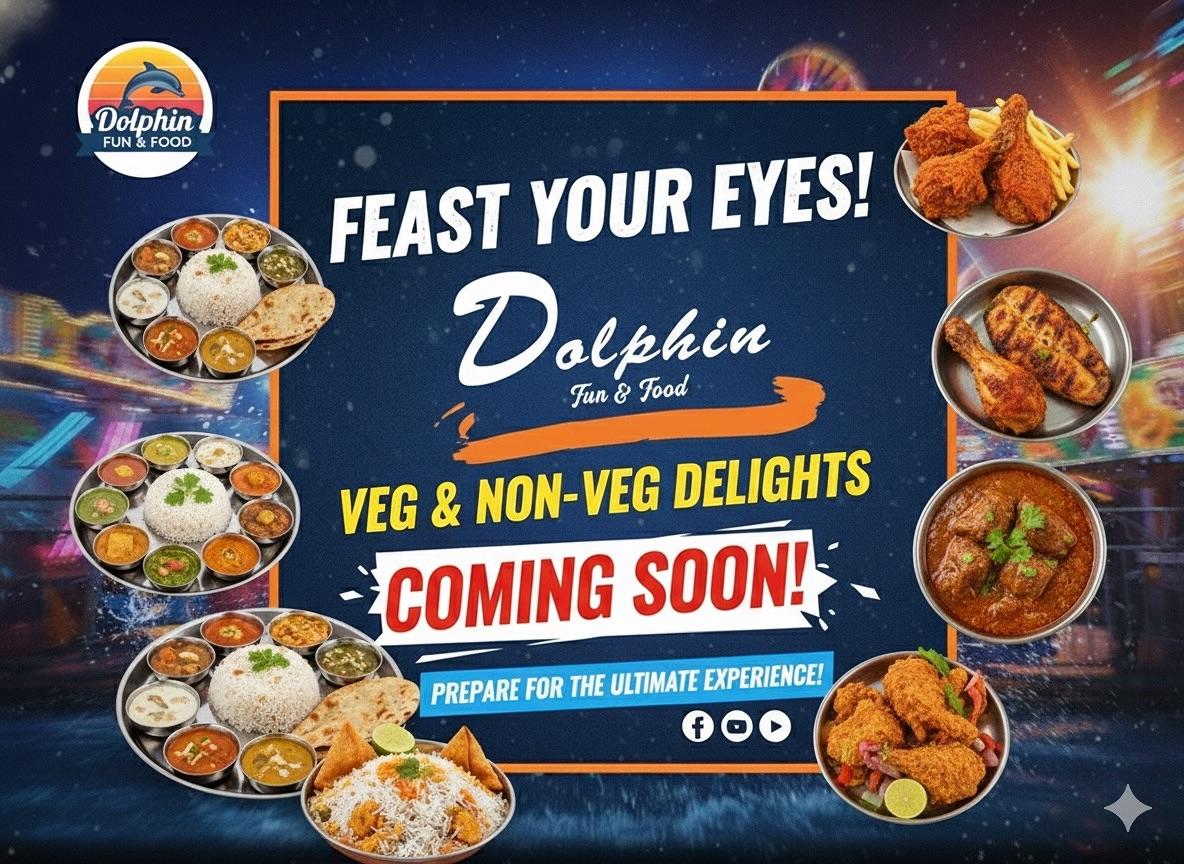 Dolphin
FUN & FOOD
FEAST YOUR EYES!
Dolphin
Fun & Food
VEG & NON-VEG DELIGHTS
COMING SOON!
PREPARE FOR THE ULTIMATE EXPERIENCE!